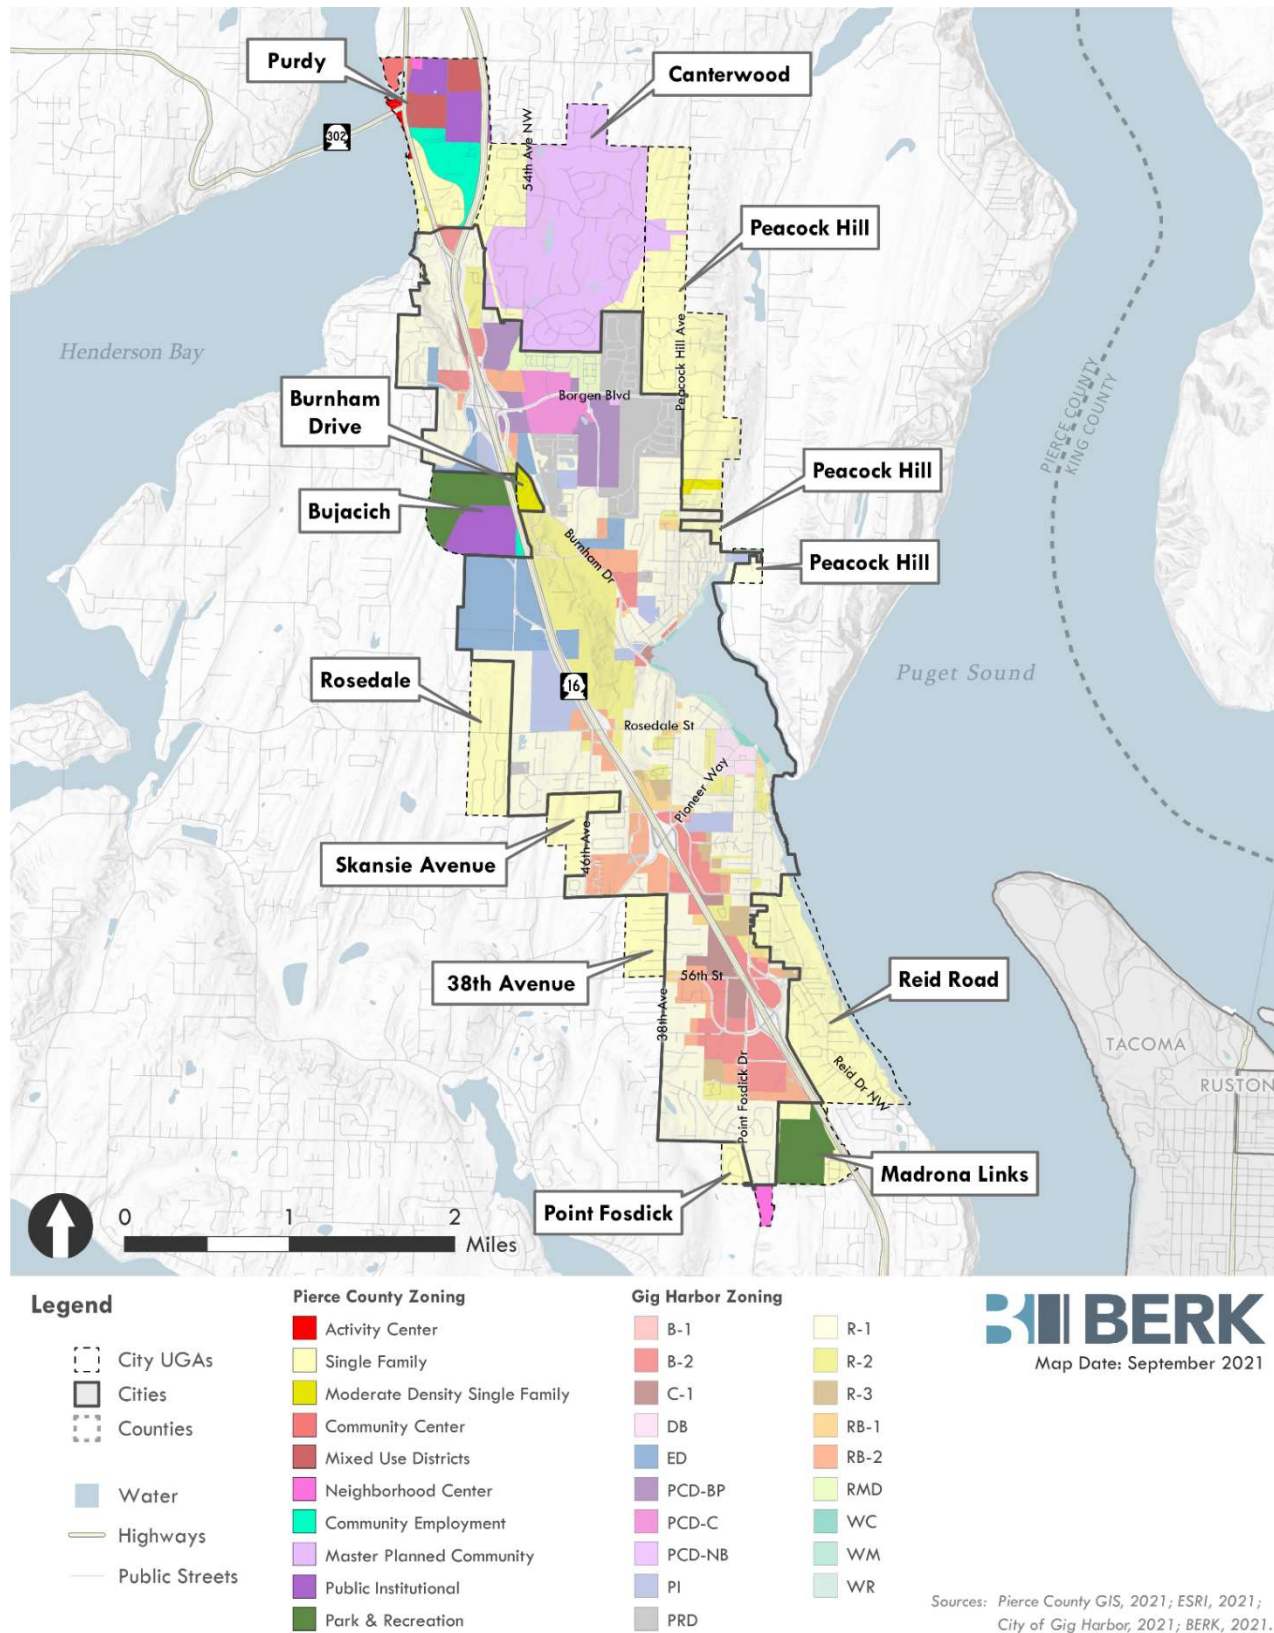 Purdy
Canterwood
302
54th Ave NW
Peacock Hill
Henderson Bay
Peacock Hill Ave
Burnham
Drive
Borgen Blvd
PIERCE COUNTY
KING COUNTY
Peacock Hill
Bujacich
Burnham Dr
Peacock Hill
Rosedale
16
Puget Sound
Rosedale St
Pioneer Way
Skansie Avenue
46th Ave
38th Avenue
56th St
Reid Road
38th Ave
TACOMA
RUSTON
Point Fosdick Dr
Reid Dr NW
Madrona Links
Point Fosdick
0 1 2
Miles
Legend
City UGAs
Cities
Counties
Water
Highways
Public Streets
Pierce County Zoning
Activity Center
Single Family
Moderate Density Single Family
Community Center
Mixed Use Districts
Neighborhood Center
Community Employment
Master Planned Community
Public Institutional
Park & Recreation
Gig Harbor Zoning
B-1
B-2
C-1
DB
ED
PCD-BP
PCD-C
PCD-NB
PI
PRD
R-1
R-2
R-3
RB-1
RB-2
RMD
WC
WM
WR
BERK
Map Date: September 2021
Sources: Pierce County GIS, 2021; ESRI, 2021;
City of Gig Harbor, 2021; BERK, 2021.